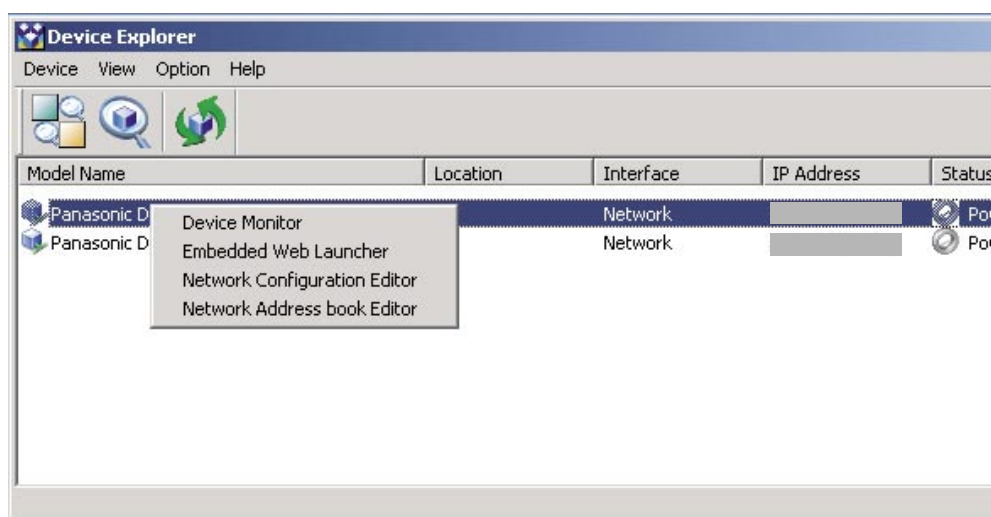 Device Explorer
Device View Option Help
Model Name Location Interface IP Address Status
Panasonic D Network Po
Panasonic D Network Po
Device Monitor
Embedded Web Launcher
Network Configuration Editor
Network Address book Editor